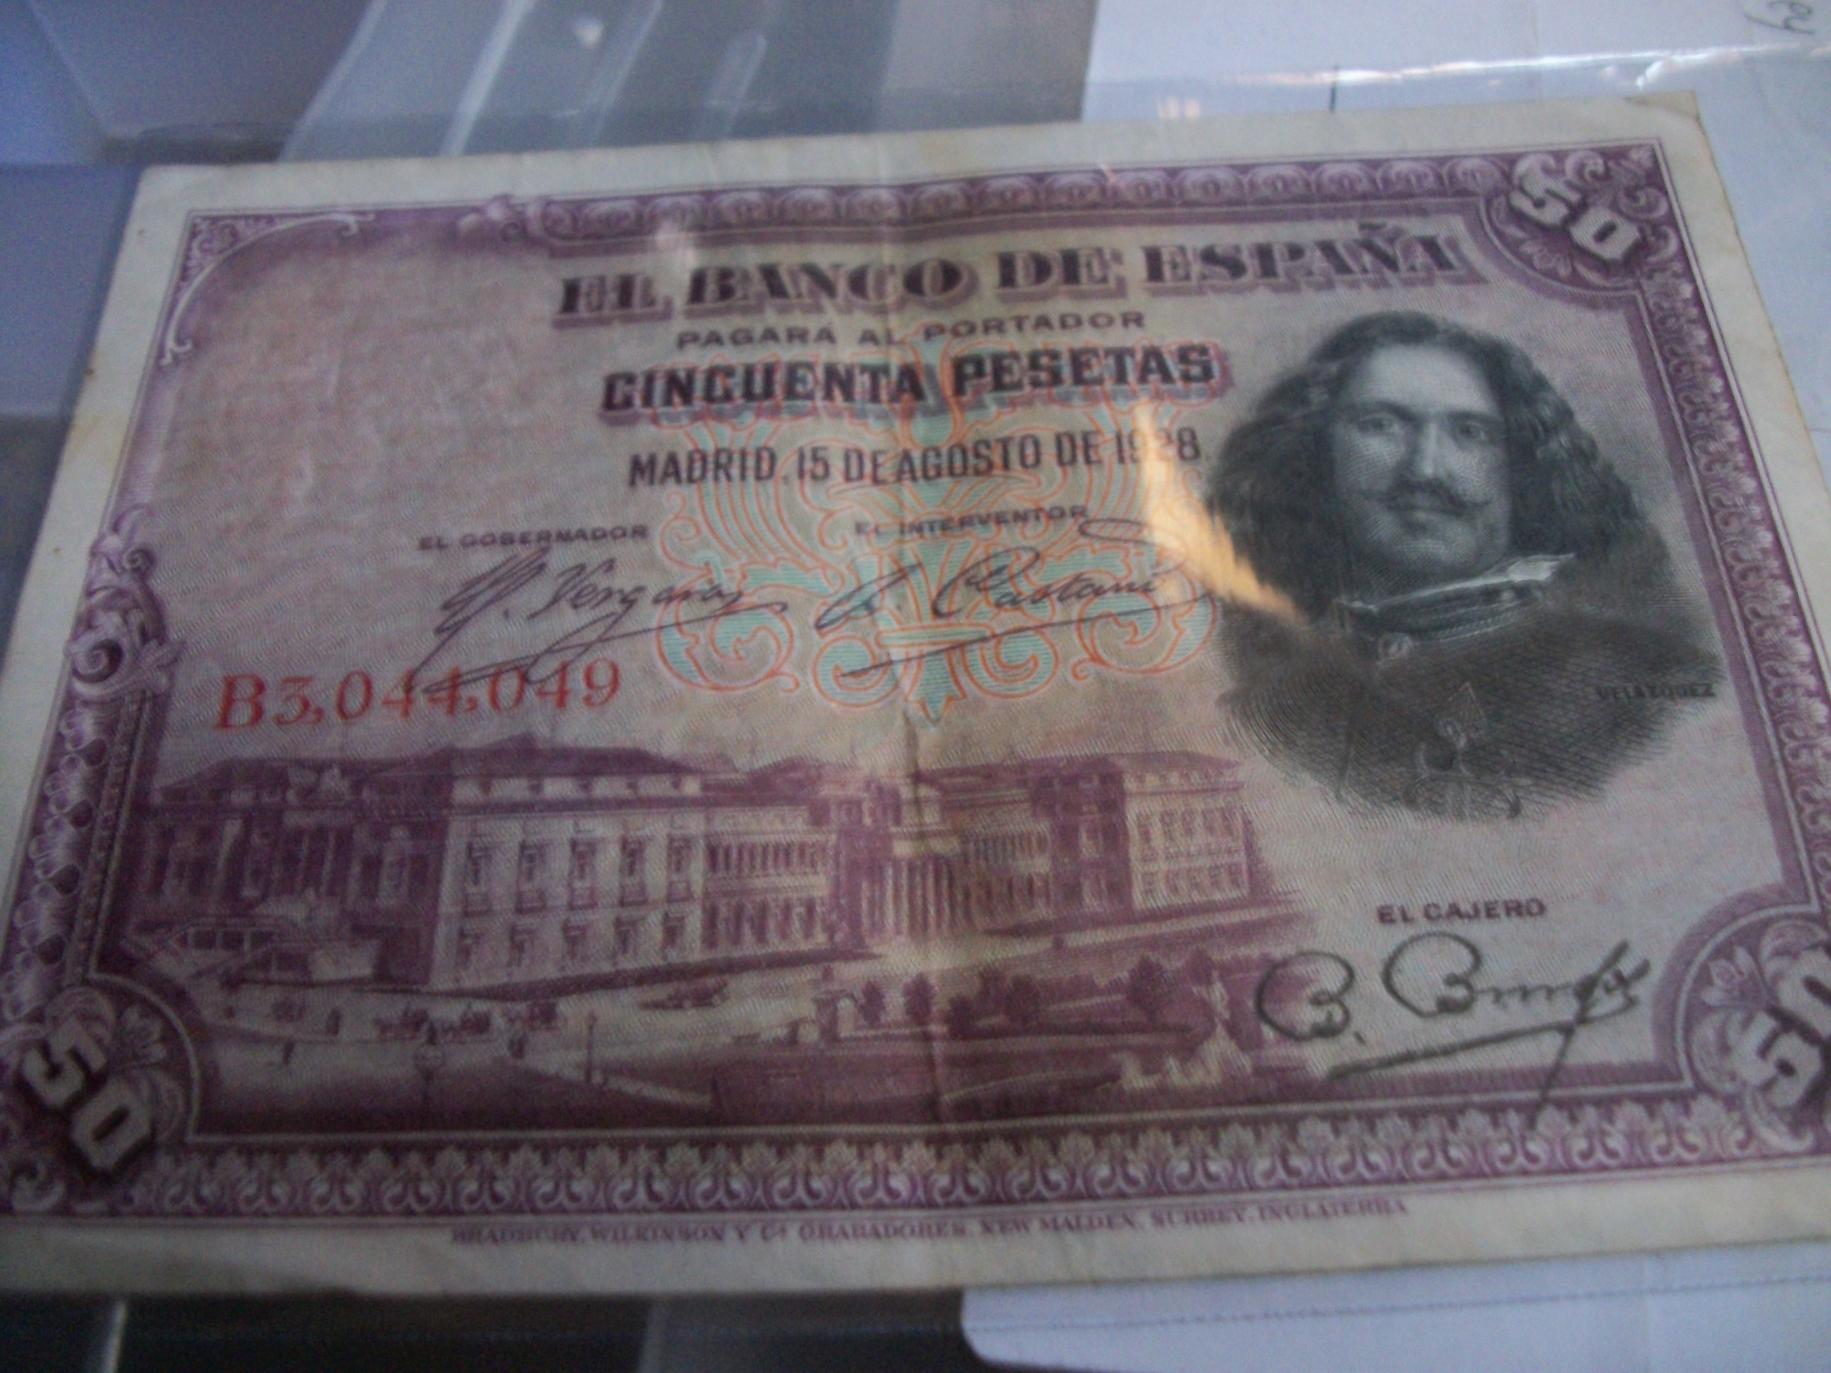 50
EL BANCO DE ESPAÑA
PAGARÁ AL PORTADOR
CINCUENTA PESETAS
MADRID, 15 DE AGOSTO DE 1928
EL GOBERNADOR
EL INTERVENTOR
B3,044,049
VELAZQUEZ
EL CAJERO
50
50
BRADBURY, WILKINSON Y Cª GRABADORES, NEW MALDEN, SURREY, INGLATERRA